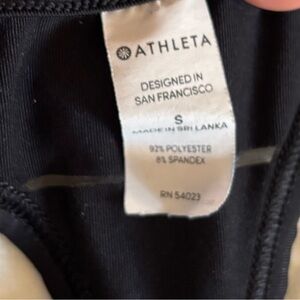 ATHLETA
DESIGNED IN
SAN FRANCISCO
S
MADE IN SRI LANKA
92% POLYESTER
8% SPANDEX
RN 54023